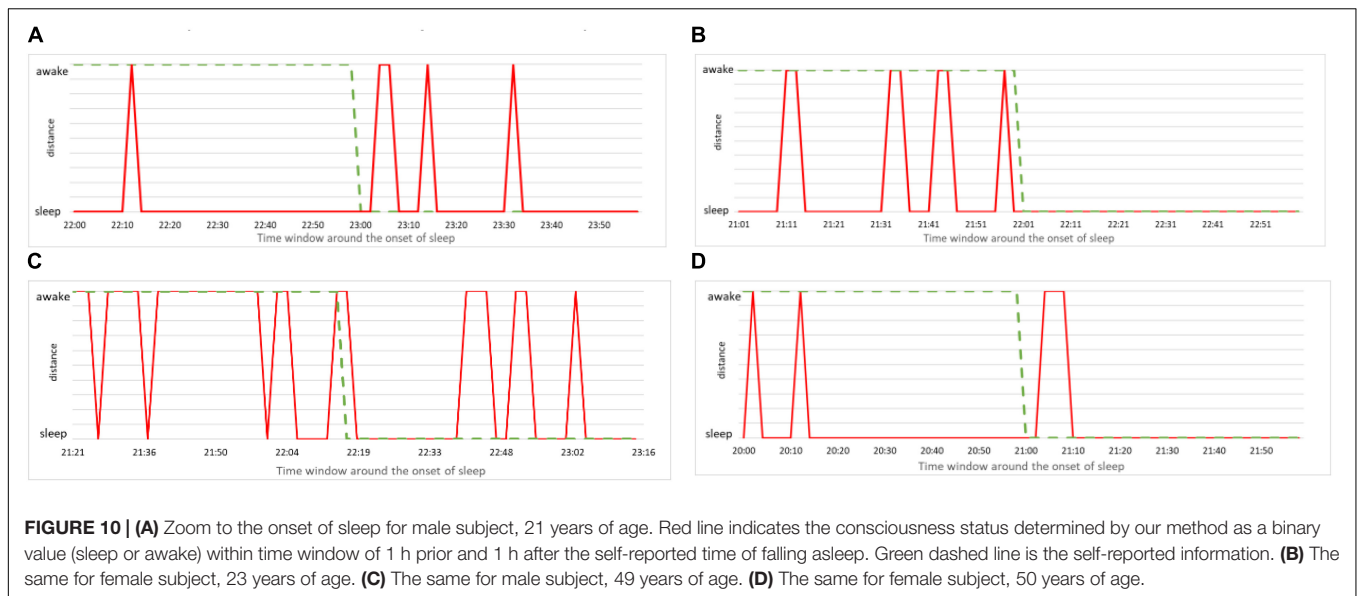 A
awake
distance
sleep
22:00 22:10 22:20 22:30 22:40 22:50 23:00 23:10 23:20 23:30 23:40 23:50
Time window around the onset of sleep
B
awake
distance
sleep
21:01 21:11 21:21 21:31 21:41 21:51 22:01 22:11 22:21 22:31 22:41 22:51
Time window around the onset of sleep
C
awake
distance
sleep
21:21 21:36 21:50 22:04 22:19 22:33 22:48 23:02 23:16
Time window around the onset of sleep
D
awake
distance
sleep
20:00 20:10 20:20 20:30 20:40 20:50 21:00 21:10 21:20 21:30 21:40 21:50
Time window around the onset of sleep
FIGURE 10 | (A) Zoom to the onset of sleep for male subject, 21 years of age. Red line indicates the consciousness status determined by our method as a binary
value (sleep or awake) within time window of 1 h prior and 1 h after the self-reported time of falling asleep. Green dashed line is the self-reported information. (B) The
same for female subject, 23 years of age. (C) The same for male subject, 49 years of age. (D) The same for female subject, 50 years of age.